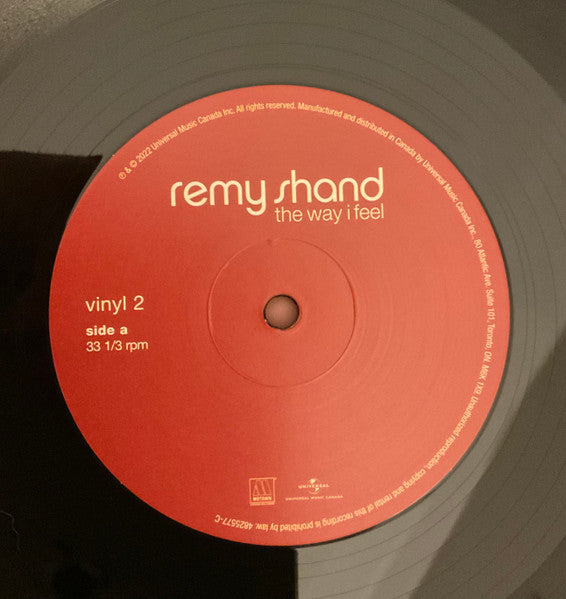 ℗ & © 2022 Universal Music Canada Inc. All rights reserved. Manufactured and distributed in Canada by Universal Music Canada Inc., 80 Atlantic Ave. Suite 101, Toronto, ON, M6K 1X9. Unauthorized reproduction, copying and rental of this recording is prohibited by law. 4825577-C
remy shand
the way i feel
vinyl 2
side a
33 1/3 rpm
M
MOTOWN
UNIVERSAL
UNIVERSAL MUSIC CANADA